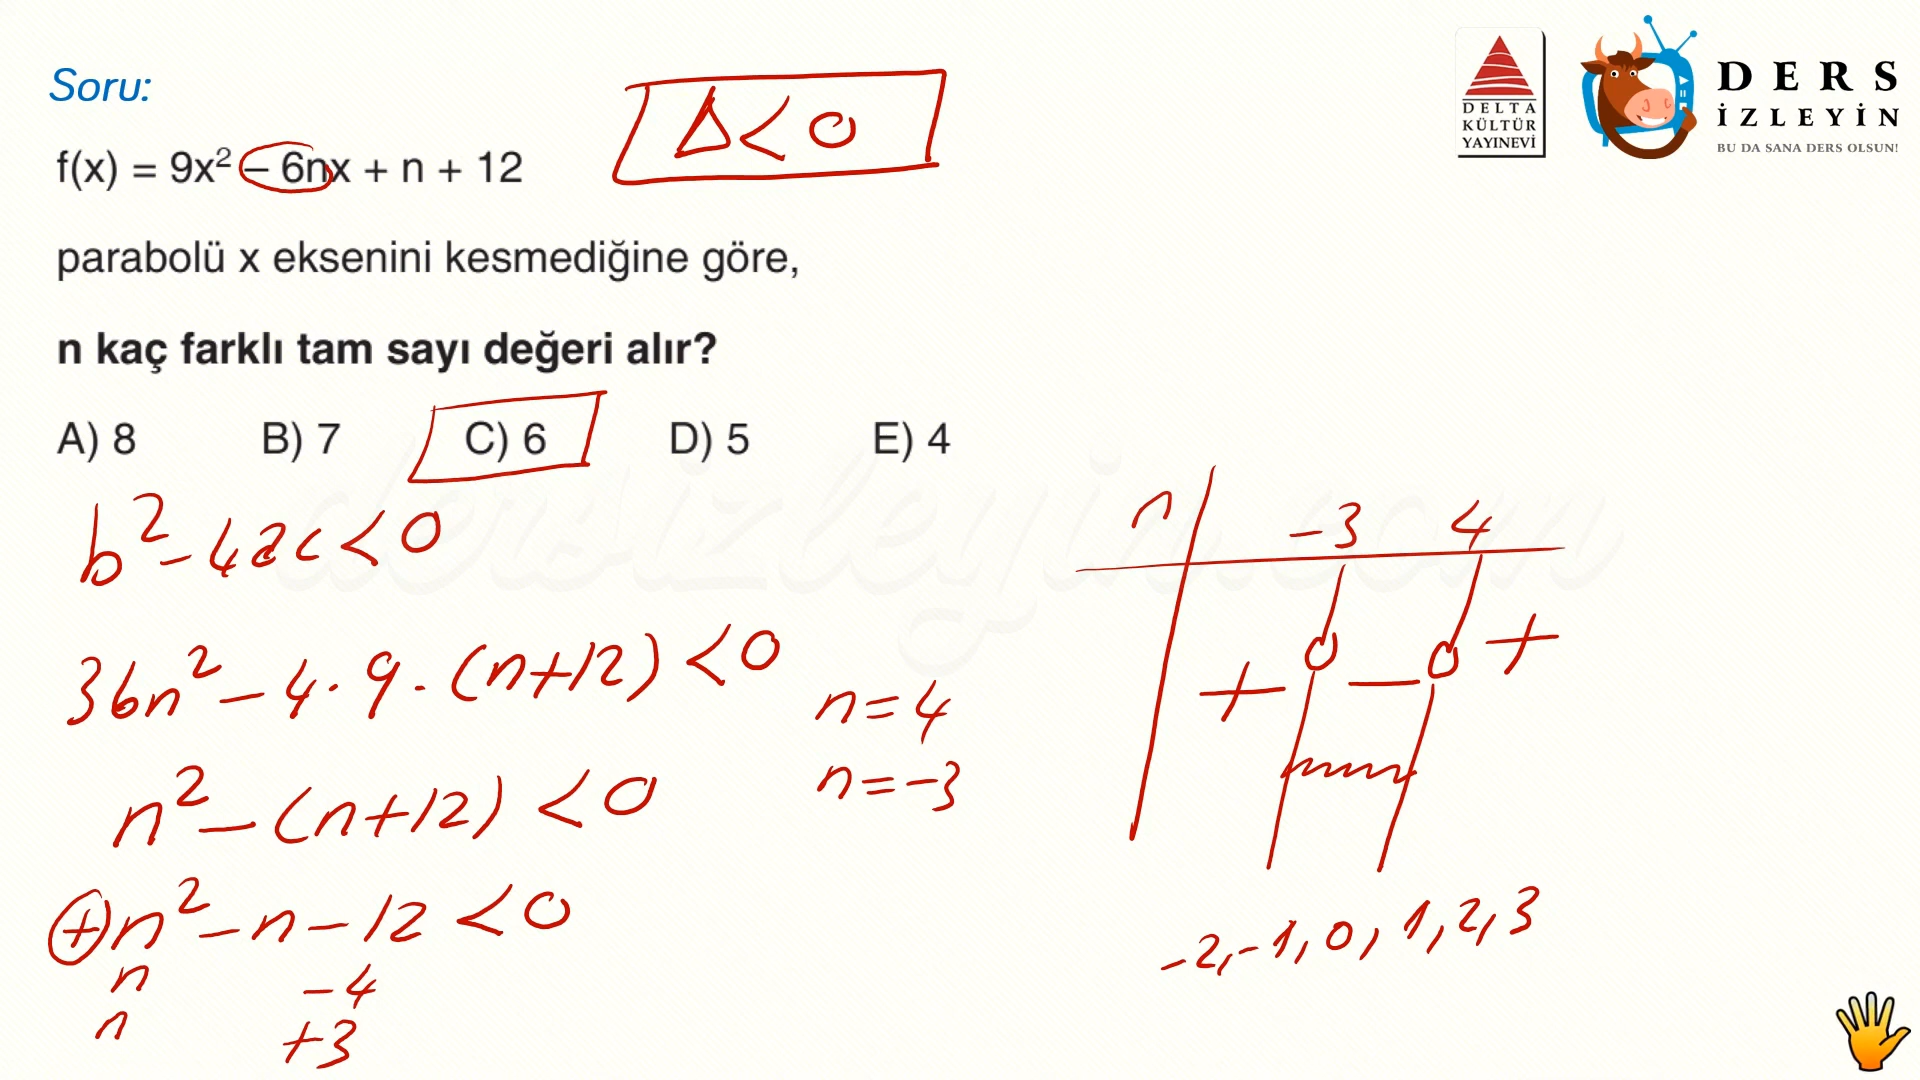 Soru:
Δ < 0
f(x) = 9x² – 6nx + n + 12
parabolü x eksenini kesmediğine göre,
n kaç farklı tam sayı değeri alır?
A) 8 B) 7 C) 6 D) 5 E) 4
b² - 4ac < 0
36n² - 4 . 9 . (n+12) < 0
n² - (n+12) < 0
+n² - n - 12 < 0
n -4
n +3
n = 4
n = -3
n -3 4
+ 0 - 0 +
-2, -1, 0, 1, 2, 3
DELTA
KÜLTÜR
YAYINEVİ
DERS
İZLEYİN
BU DA SANA DERS OLSUN!
dersizleyin.com